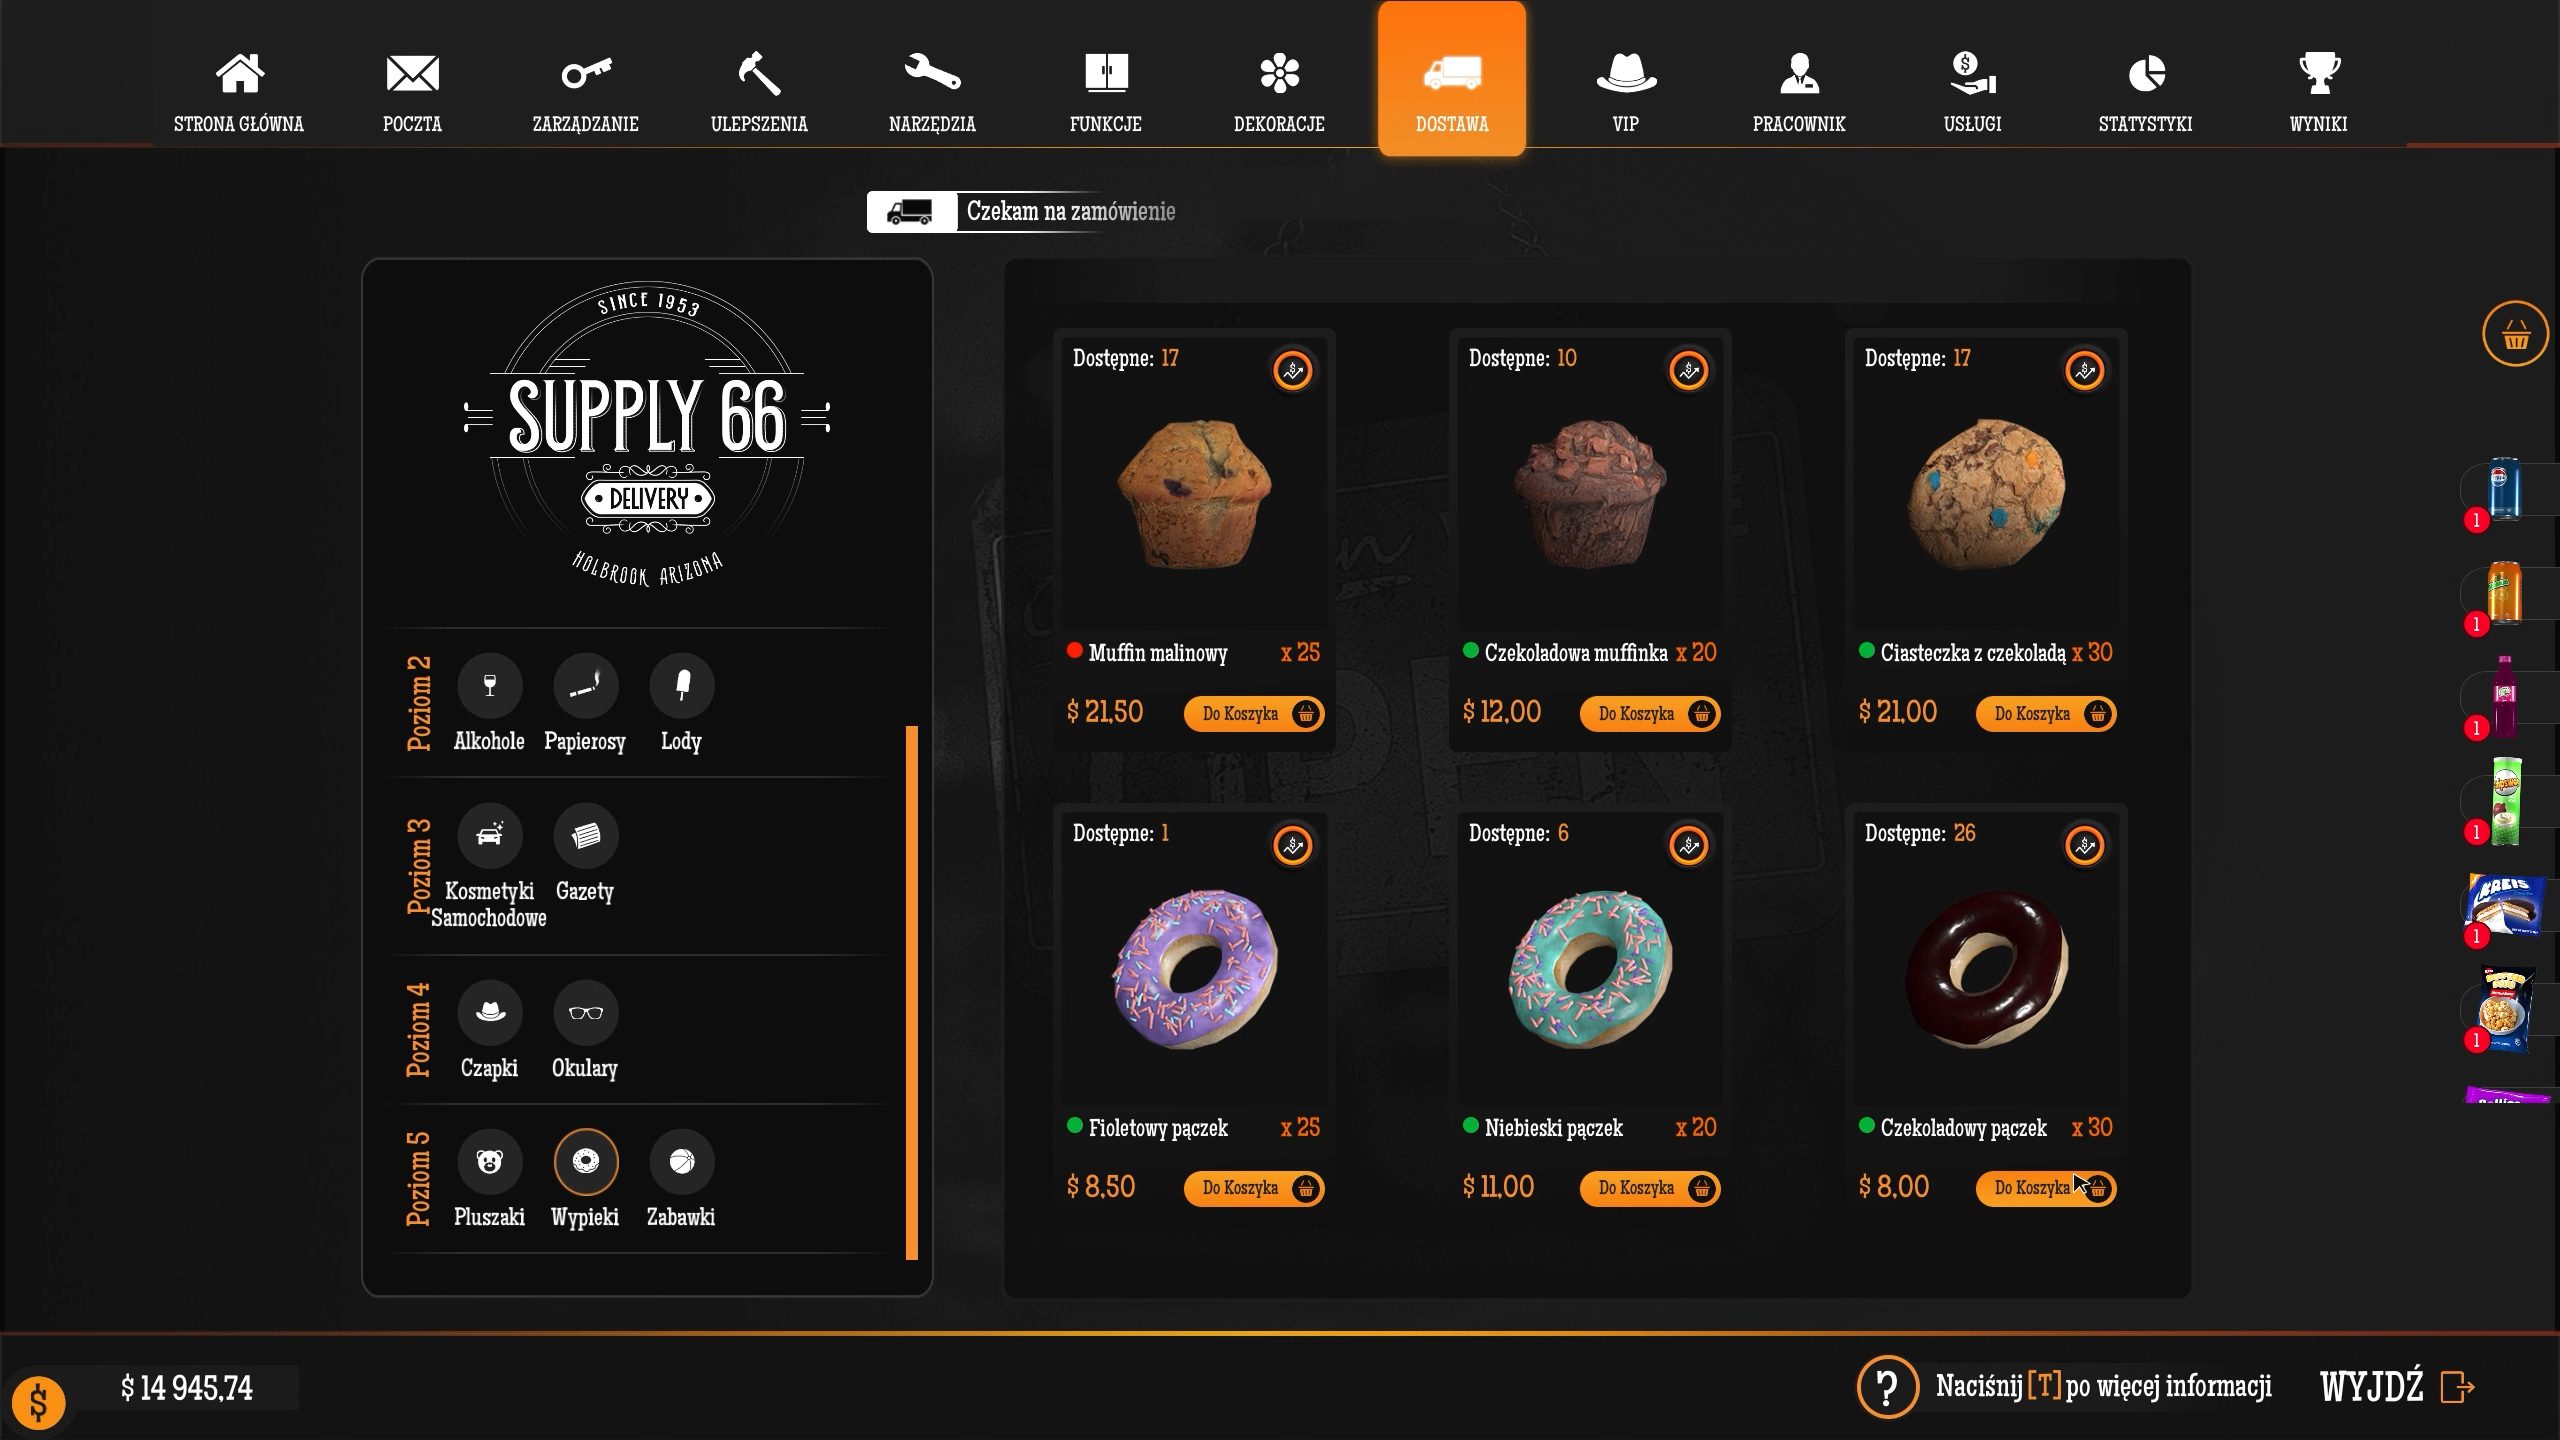 STRONA GŁÓWNA POCZTA ZARZĄDZANIE ULEPSZENIA NARZĘDZIA FUNKCJE DEKORACJE DOSTAWA VIP PRACOWNIK USŁUGI STATYSTYKI WYNIKI
Czekam na zamówienie
SINCE 1953
SUPPLY 66
DELIVERY
HOLBROOK ARIZONA
Poziom 2
Alkohole Papierosy Lody
Poziom 3
Kosmetyki Samochodowe Gazety
Poziom 4
Czapki Okulary
Poziom 5
Pluszaki Wypieki Zabawki
Dostępne: 17
Muffin malinowy x 25
$ 21,50 Do Koszyka
Dostępne: 10
Czekoladowa muffinka x 20
$ 12,00 Do Koszyka
Dostępne: 17
Ciasteczka z czekoladą x 30
$ 21,00 Do Koszyka
Dostępne: 1
Fioletowy pączek x 25
$ 8,50 Do Koszyka
Dostępne: 6
Niebieski pączek x 20
$ 11,00 Do Koszyka
Dostępne: 26
Czekoladowy pączek x 30
$ 8,00 Do Koszyka
1
1
1
1
KREIS
1
1
$ 14 945,74
? Naciśnij [T] po więcej informacji
WYJDŹ